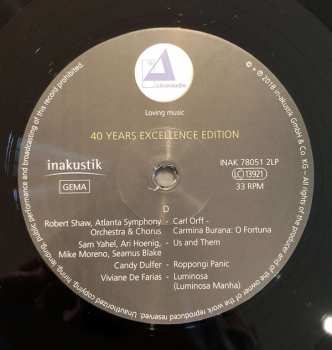 clearaudio
Loving music
40 YEARS EXCELLENCE EDITION
inakustik
GEMA
INAK 78051 2LP
LC 13921
33 RPM
D
Robert Shaw, Atlanta Symphony - Carl Orff -
Orchestra & Chorus Carmina Burana: O Fortuna
Sam Yahel, Ari Hoenig, - Us and Them
Mike Moreno, Seamus Blake
Candy Dulfer - Roppongi Panic
Viviane De Farias - Luminosa
(Luminosa Manha)
℗ + © 2018 inakustik GmbH & Co. KG – All rights of the producer and of the owner of the work reproduced reserved. Unauthorized copying, hiring, lending, public performance and broadcasting of this record prohibited.